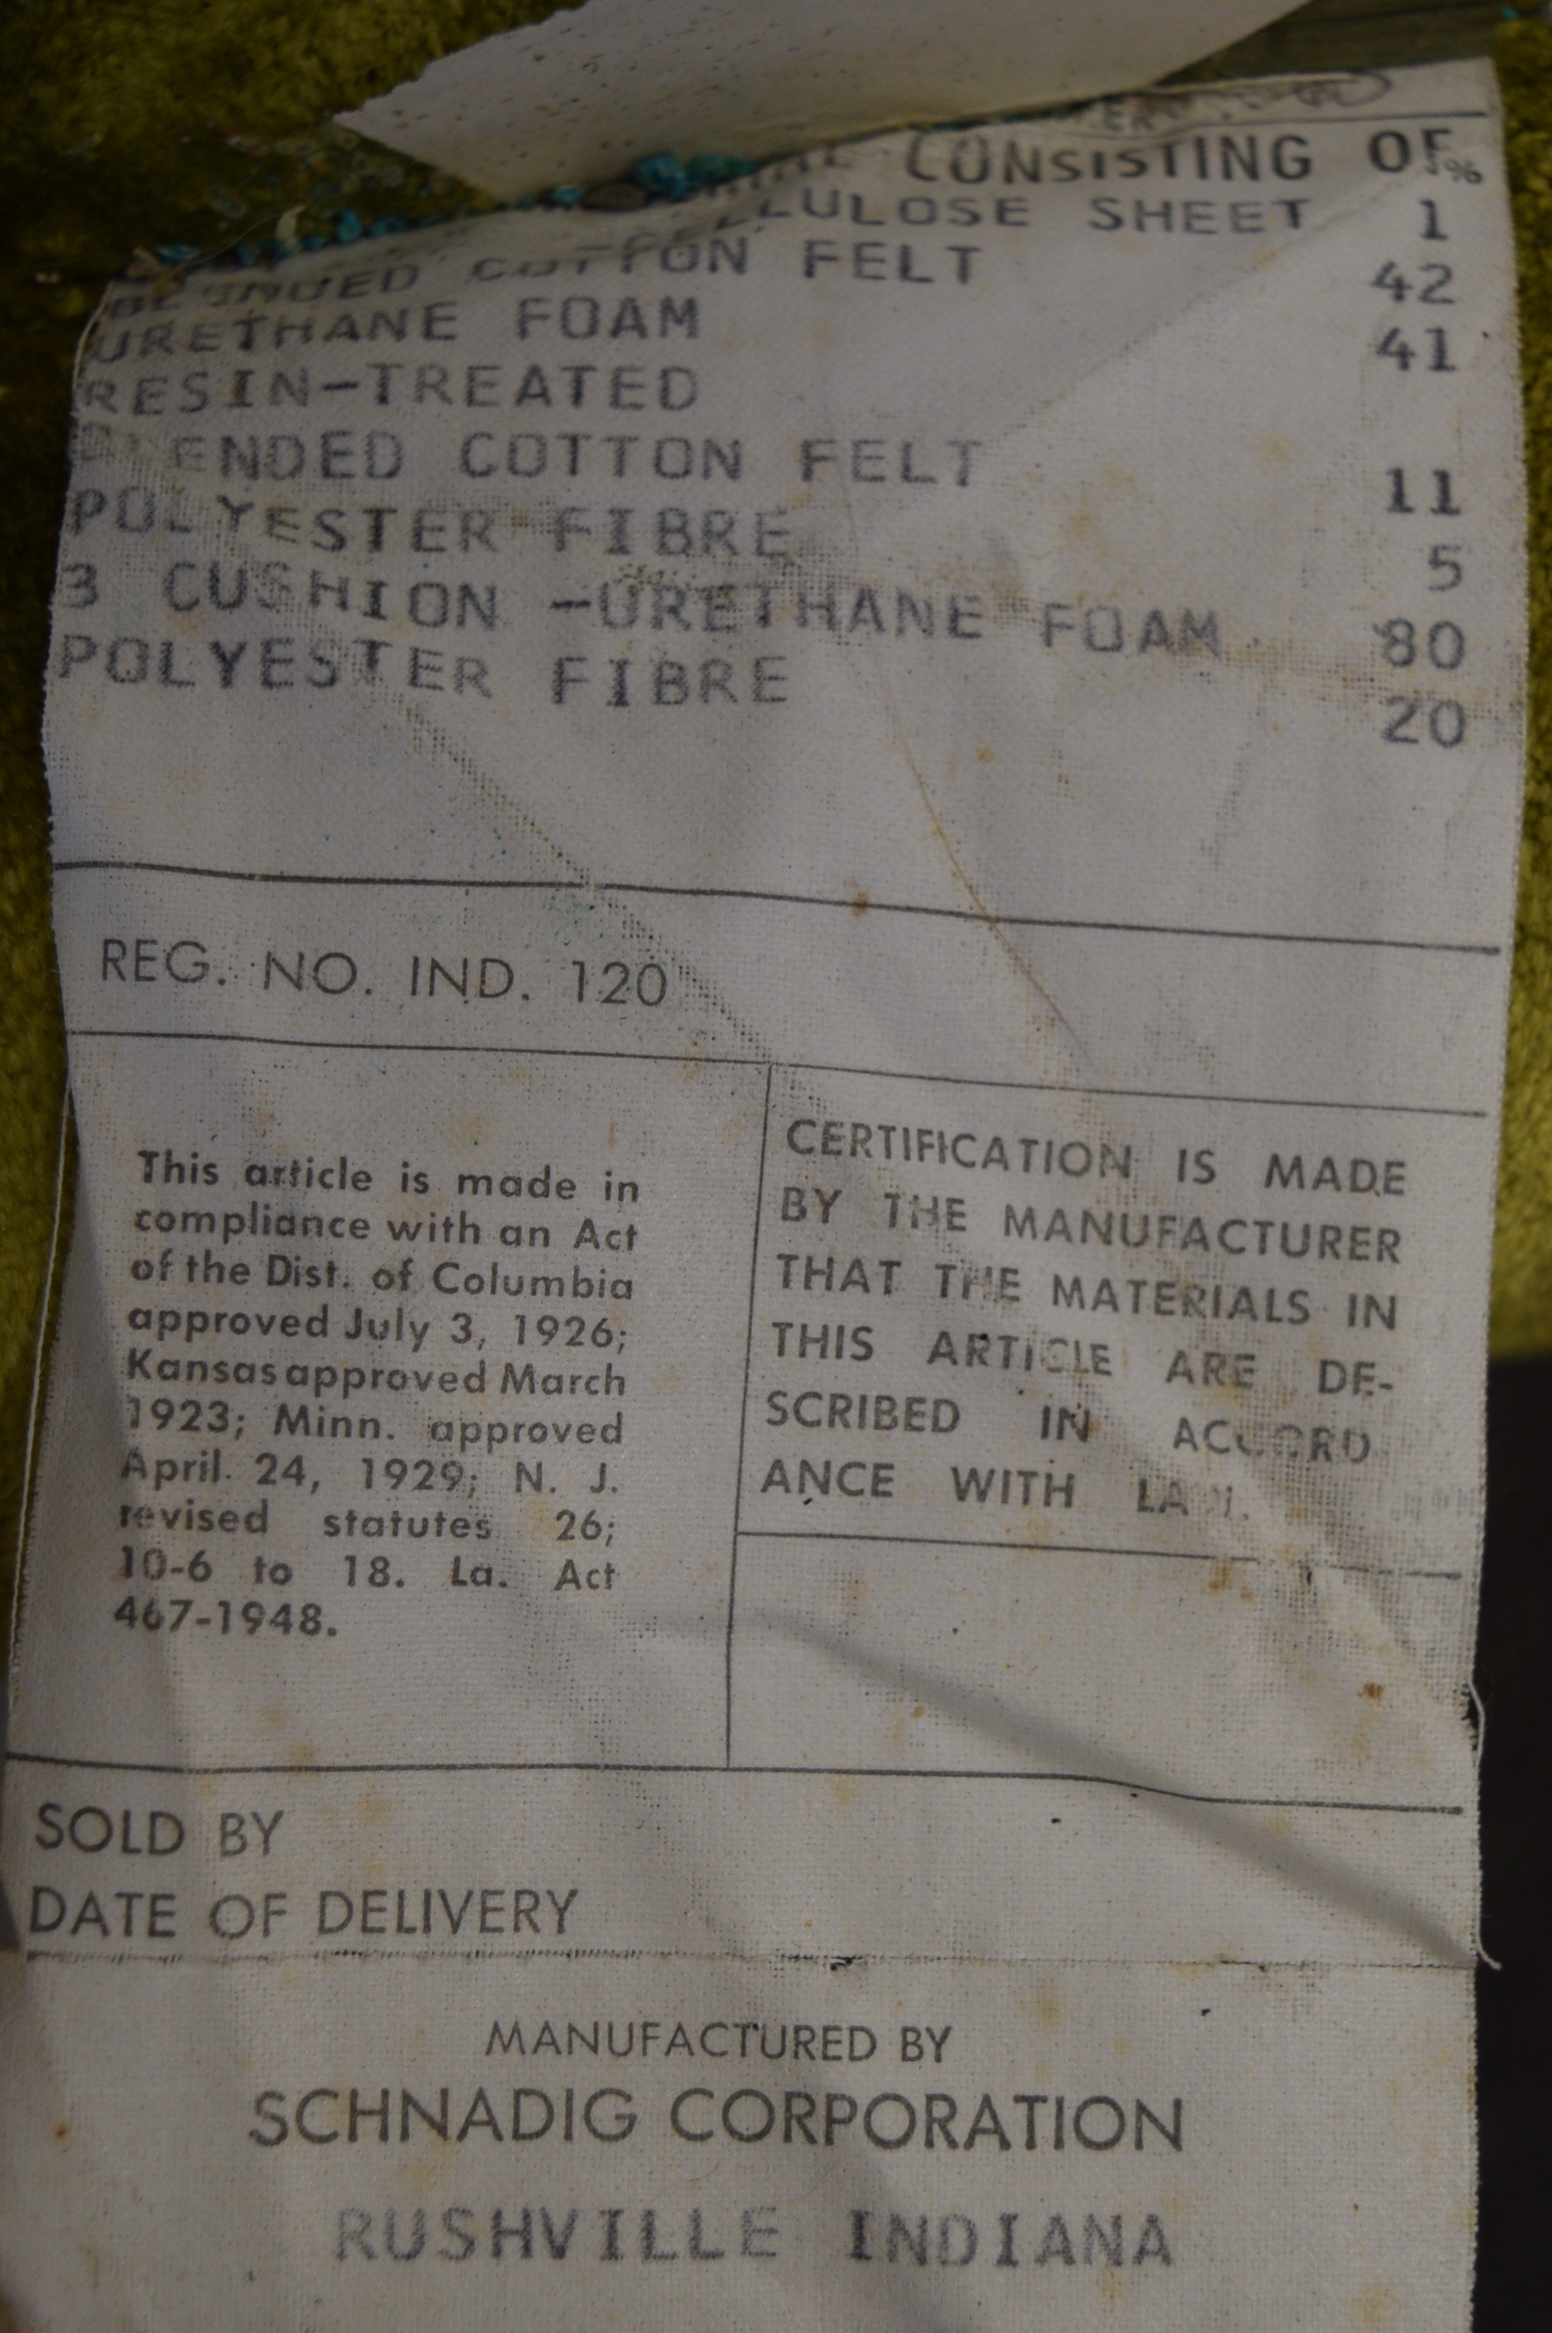 CONSISTING OF %
SHEET 1
BLENDED COTTON FELT 42
URETHANE FOAM 41
RESIN-TREATED
BLENDED COTTON FELT 11
POLYESTER FIBRE 5
3 CUSHION -URETHANE FOAM 80
POLYESTER FIBRE 20
REG. NO. IND. 120
This article is made in
compliance with an Act
of the Dist. of Columbia
approved July 3, 1926;
Kansas approved March
1923; Minn. approved
April 24, 1929; N. J.
revised statutes 26;
10-6 to 18. La. Act
467-1948.
CERTIFICATION IS MADE
BY THE MANUFACTURER
THAT THE MATERIALS IN
THIS ARTICLE ARE DE-
SCRIBED IN ACCORD
ANCE WITH LAW.
SOLD BY
DATE OF DELIVERY
MANUFACTURED BY
SCHNADIG CORPORATION
RUSHVILLE INDIANA